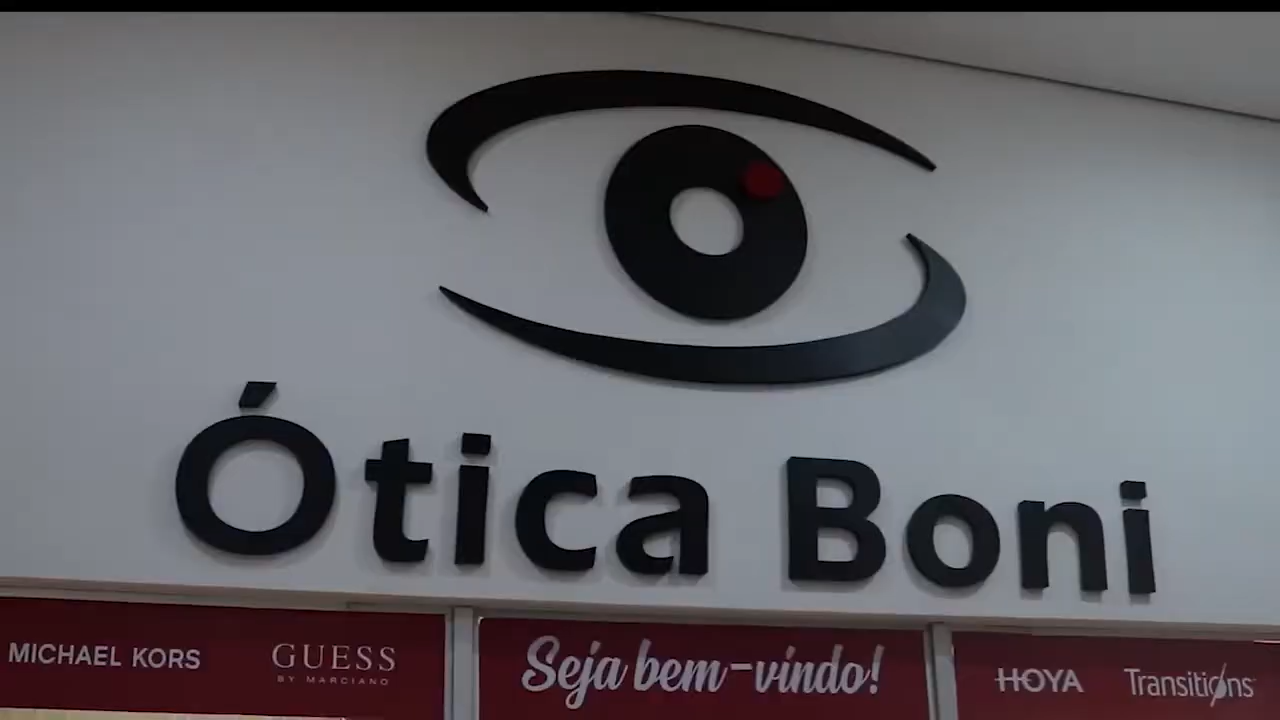 Ótica Boni
MICHAEL KORS
GUESS
BY MARCIANO
Seja bem-vindo!
HOYA
Transitions